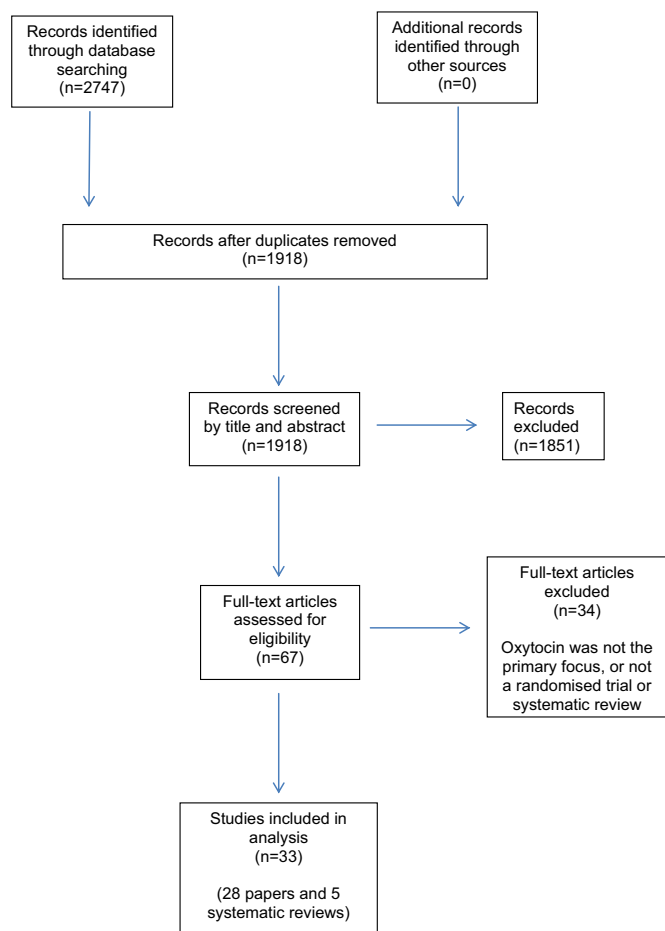 Records identified
through database
searching
(n=2747)
Additional records
identified through
other sources
(n=0)
Records after duplicates removed
(n=1918)
Records screened
by title and abstract
(n=1918)
Records
excluded
(n=1851)
Full-text articles
assessed for
eligibility
(n=67)
Full-text articles
excluded
(n=34)
Oxytocin was not the
primary focus, or not
a randomised trial or
systematic review
Studies included in
analysis
(n=33)
(28 papers and 5
systematic reviews)